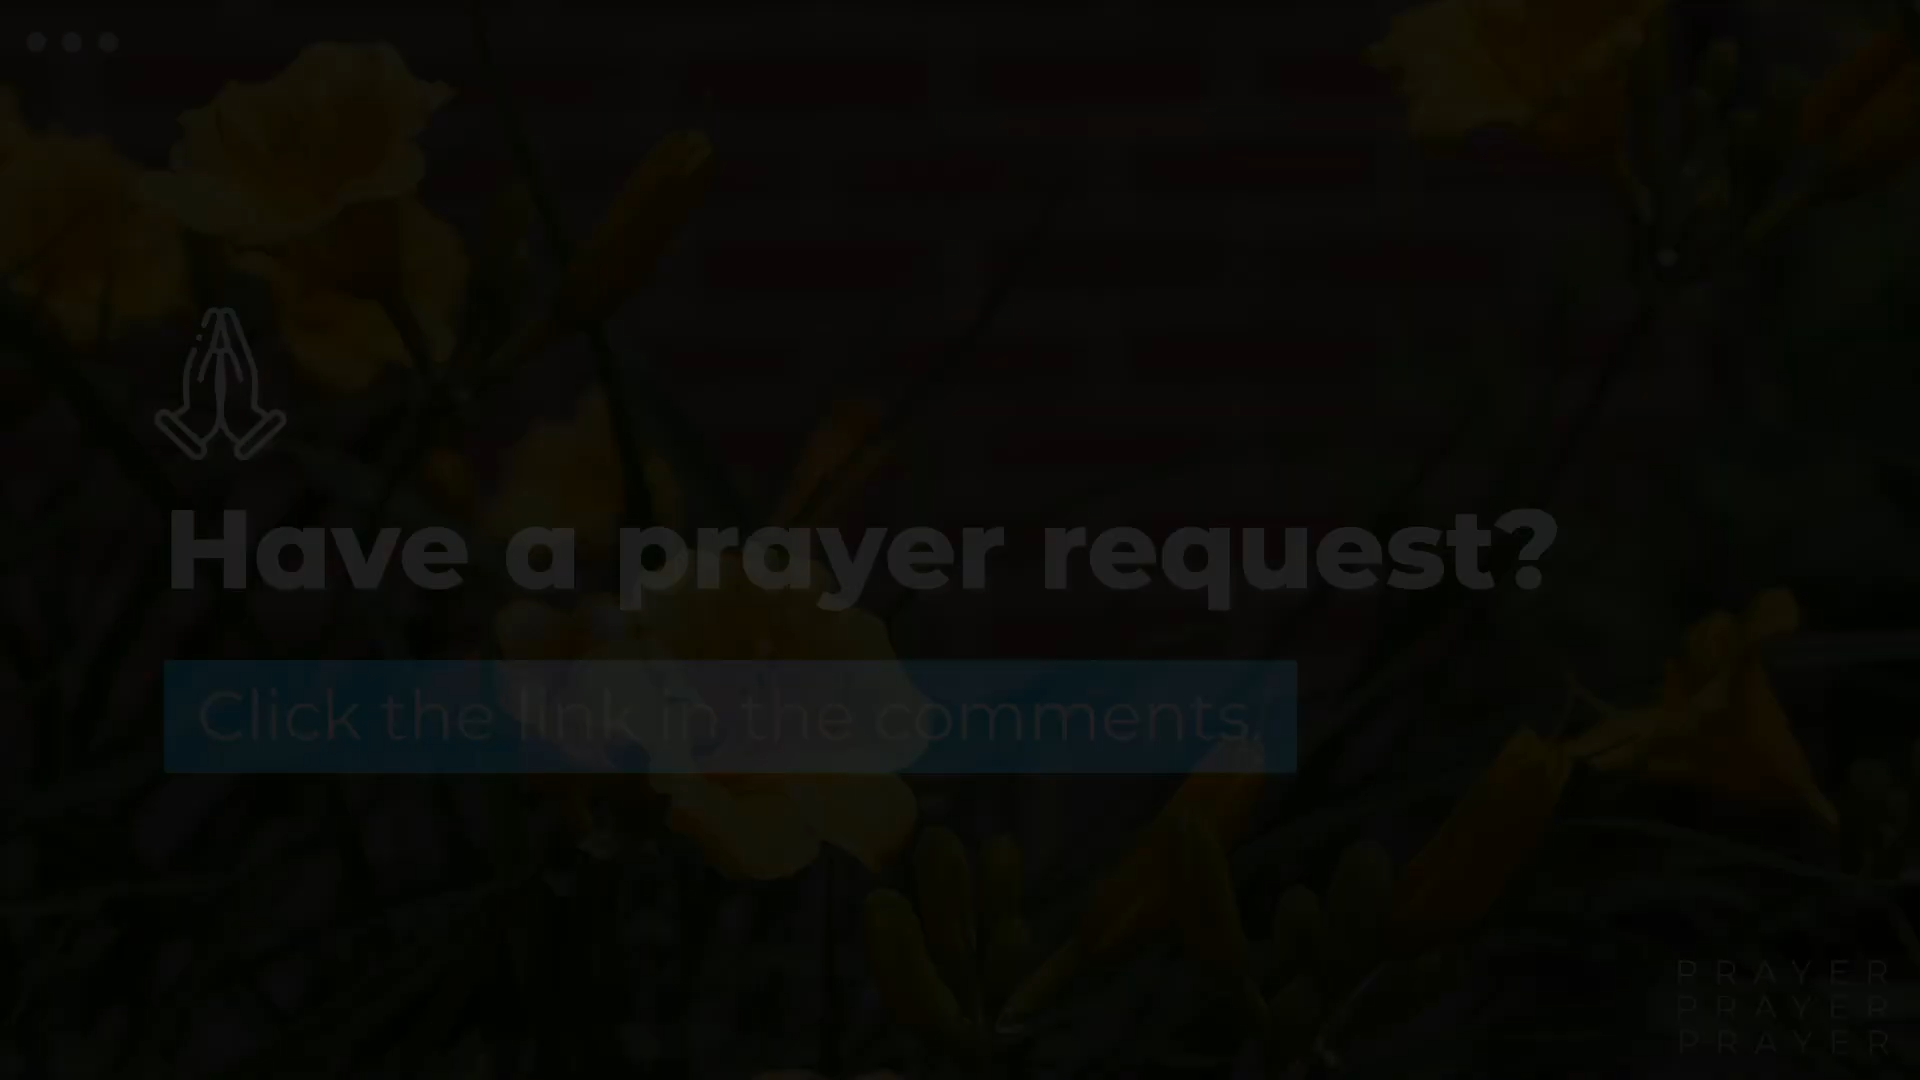 Have a prayer request?
Click the link in the comments.
PRAYER
PRAYER
PRAYER